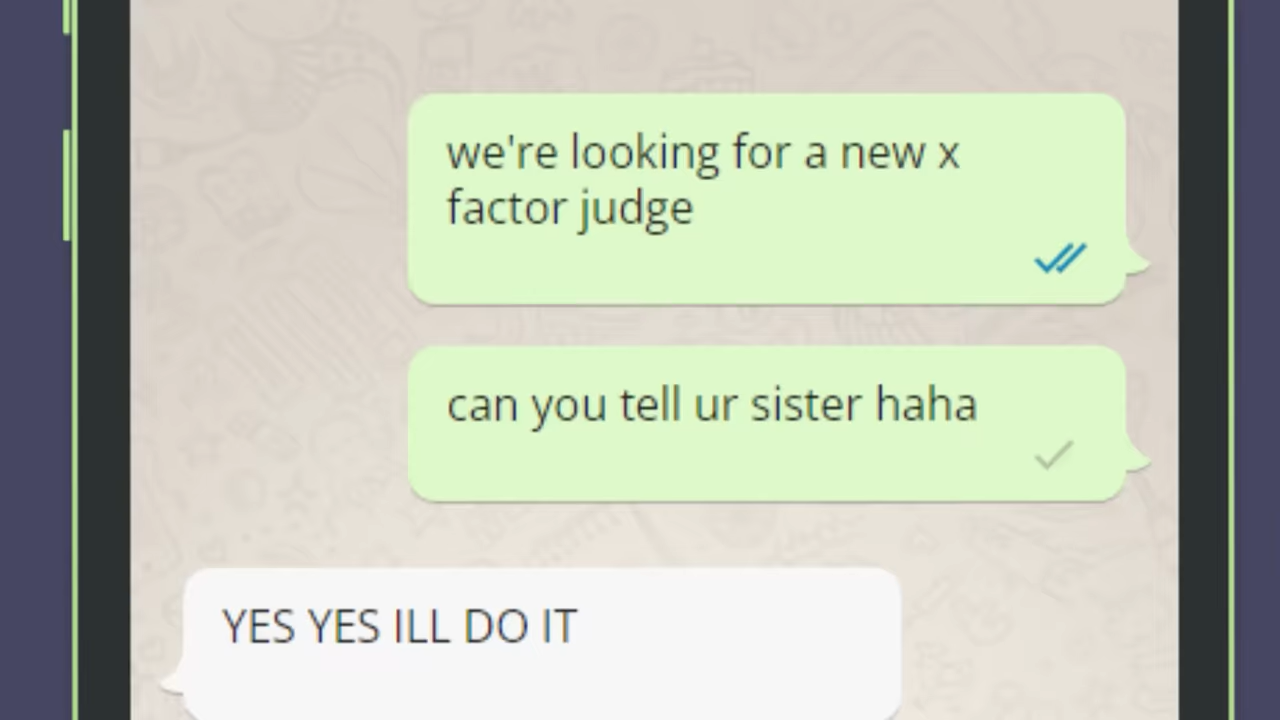 we're looking for a new x
factor judge
can you tell ur sister haha
YES YES ILL DO IT